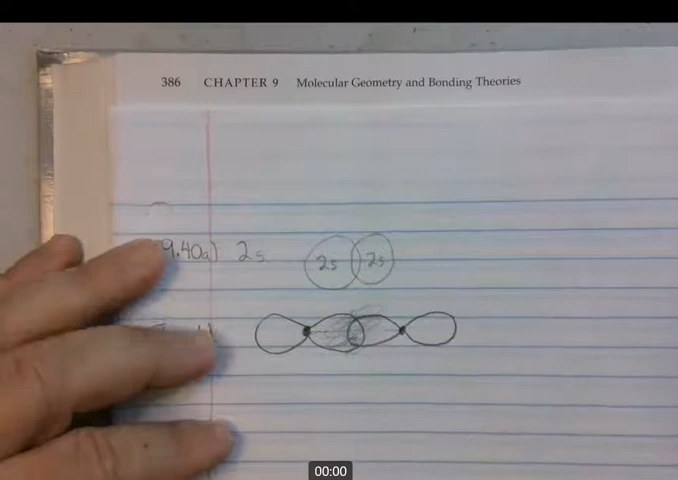 386 CHAPTER 9 Molecular Geometry and Bonding Theories
9.40a) 2s 2s 2s
00:00